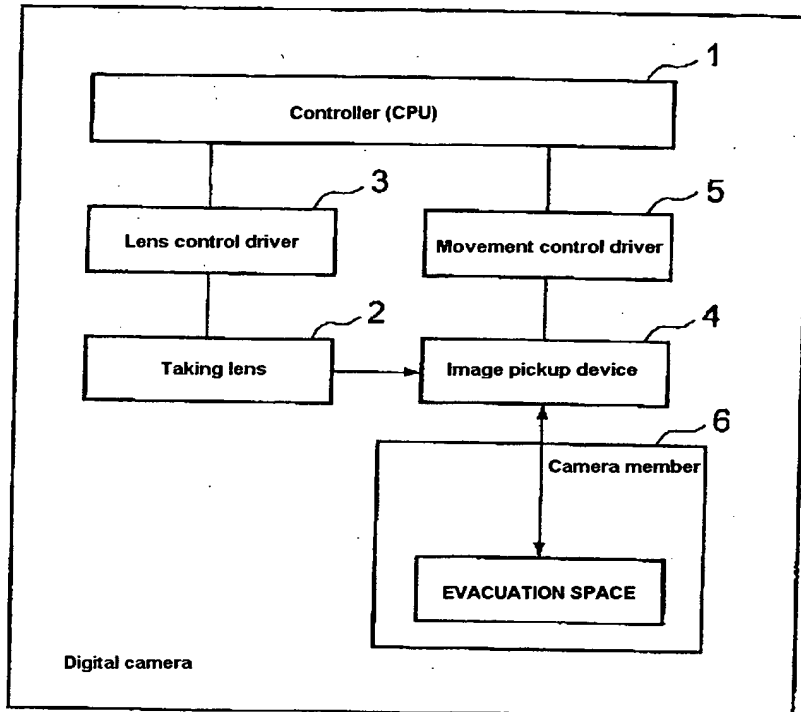 1
Controller (CPU)
3
5
Lens control driver
Movement control driver
2
4
Taking lens
Image pickup device
6
Camera member
EVACUATION SPACE
Digital camera